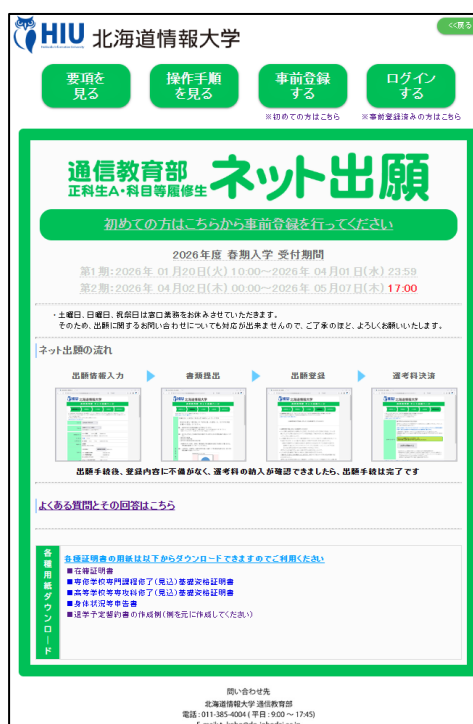 HIU 北海道情報大学
<<戻る
要項を
見る
操作手順
を見る
事前登録
する
ログイン
する
※初めての方はこちら
※事前登録済みの方はこちら
通信教育部
正科生A・科目等履修生
ネット出願
初めての方はこちらから事前登録を行ってください
2026年度 春期入学 受付期間
第1期:2026年 01月20日(火) 10:00～2026年 04月01日(水) 23:59
第2期:2026年 04月02日(木) 00:00～2026年 05月07日(木) 17:00
・土曜日、日曜日、祝祭日は窓口業務をお休みさせていただきます。
そのため、出願に関するお問い合わせについても対応が出来ませんので、ご了承のほど、よろしくお願いいたします。
ネット出願の流れ
出願情報入力
書類提出
出願登録
選考料決済
出願手続後、登録内容に不備がなく、選考料の納入が確認できましたら、出願手続は完了です
よくある質問とその回答はこちら
各種用紙ダウンロード
各種証明書の用紙は以下からダウンロードできますのでご利用ください
■在籍証明書
■専修学校専門課程修了(見込)基礎資格証明書
■高等学校等専攻科修了(見込)基礎資格証明書
■身体状況等申告書
■退学予定誓約書の作成例(例を元に作成してください)
問い合わせ先
北海道情報大学 通信教育部
電話 : 011-385-4004 ( 平日 : 9:00 ～ 17:45)